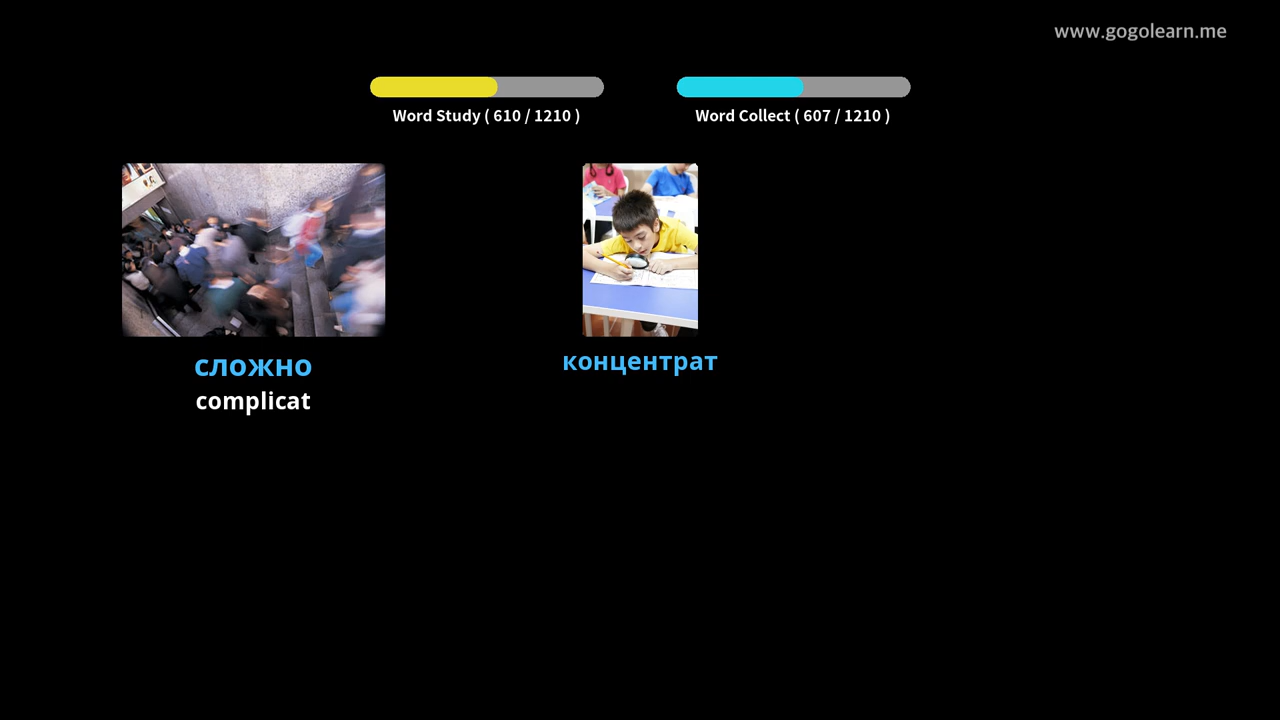 www.gogolearn.me
Word Study ( 610 / 1210 )
Word Collect ( 607 / 1210 )
сложно
complicat
концентрат